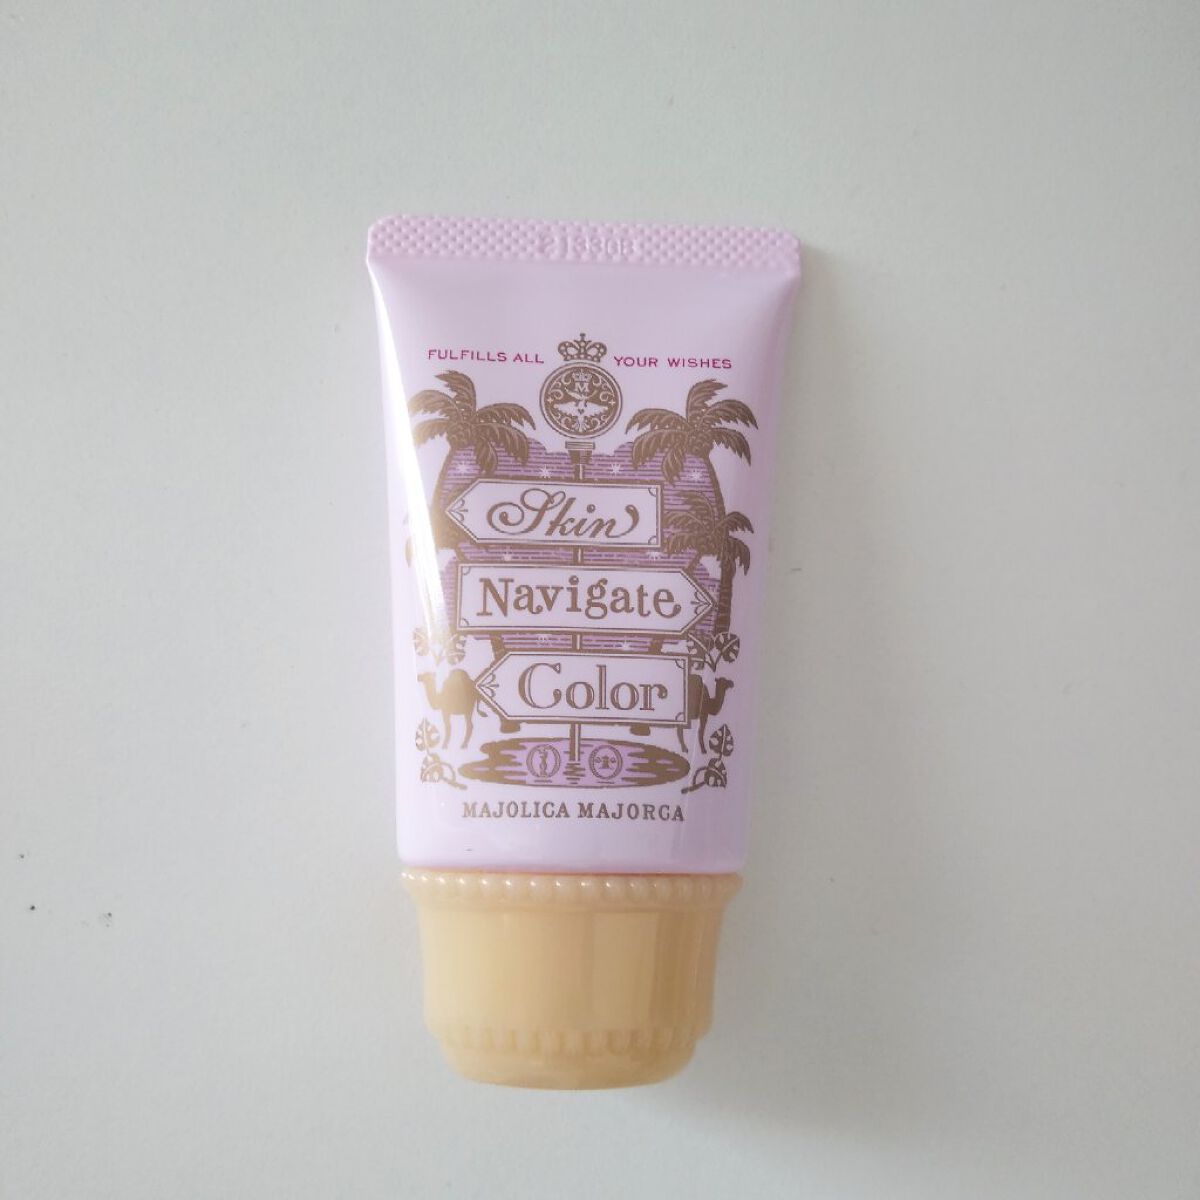 FULFILLS ALL YOUR WISHES
M
Skin
Navigate
Color
MAJOLICA MAJORCA